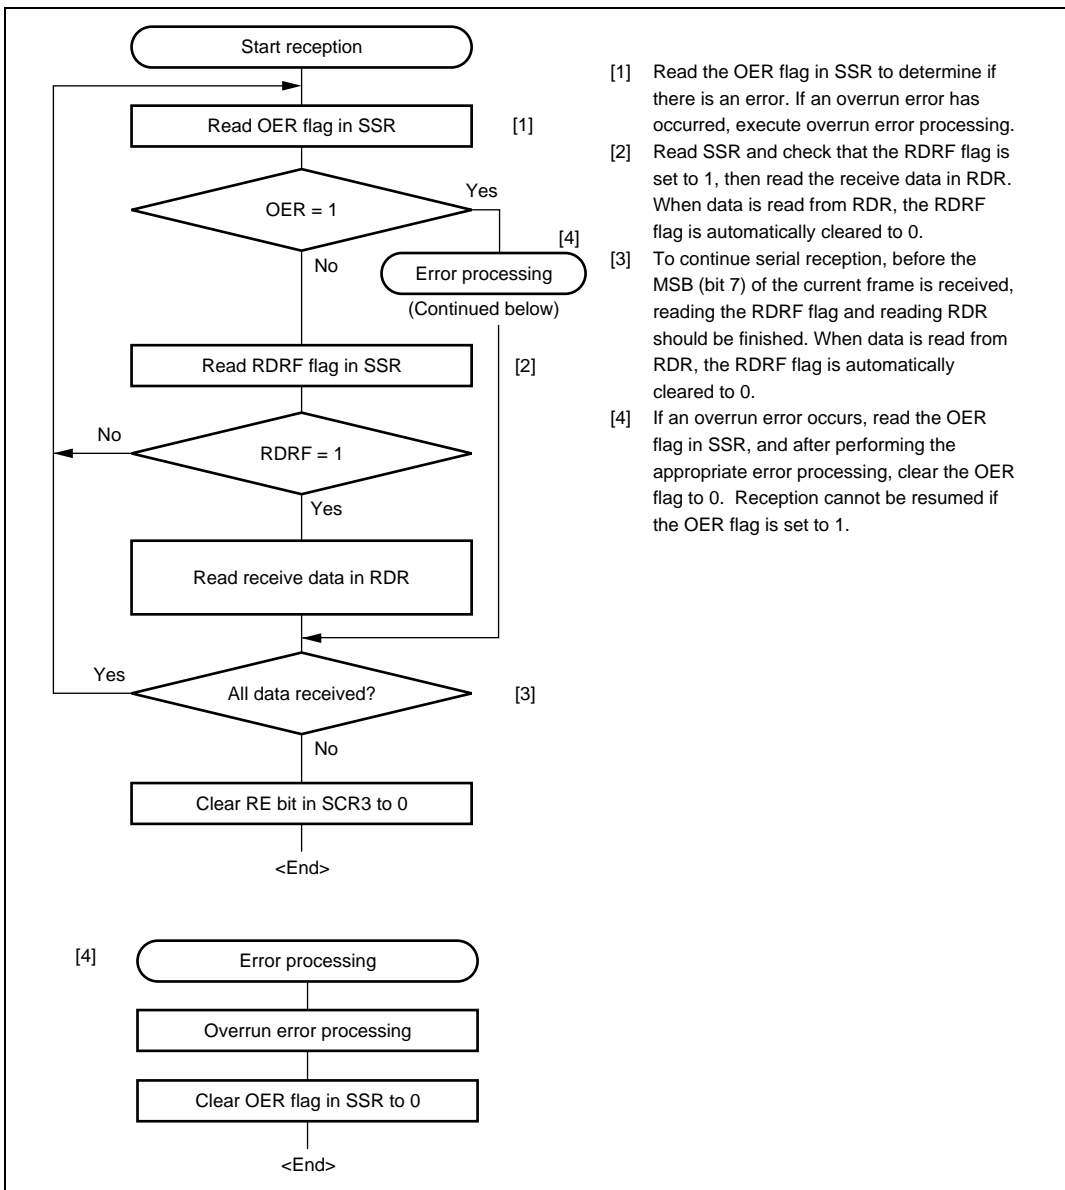 Start reception
Read OER flag in SSR
[1]
OER = 1
Yes
No
[4]
Error processing
(Continued below)
Read RDRF flag in SSR
[2]
No
RDRF = 1
Yes
Read receive data in RDR
Yes
All data received?
[3]
No
Clear RE bit in SCR3 to 0
<End>
[4]
Error processing
Overrun error processing
Clear OER flag in SSR to 0
<End>
[1] Read the OER flag in SSR to determine if
there is an error. If an overrun error has
occurred, execute overrun error processing.
[2] Read SSR and check that the RDRF flag is
set to 1, then read the receive data in RDR.
When data is read from RDR, the RDRF
flag is automatically cleared to 0.
[3] To continue serial reception, before the
MSB (bit 7) of the current frame is received,
reading the RDRF flag and reading RDR
should be finished. When data is read from
RDR, the RDRF flag is automatically
cleared to 0.
[4] If an overrun error occurs, read the OER
flag in SSR, and after performing the
appropriate error processing, clear the OER
flag to 0. Reception cannot be resumed if
the OER flag is set to 1.